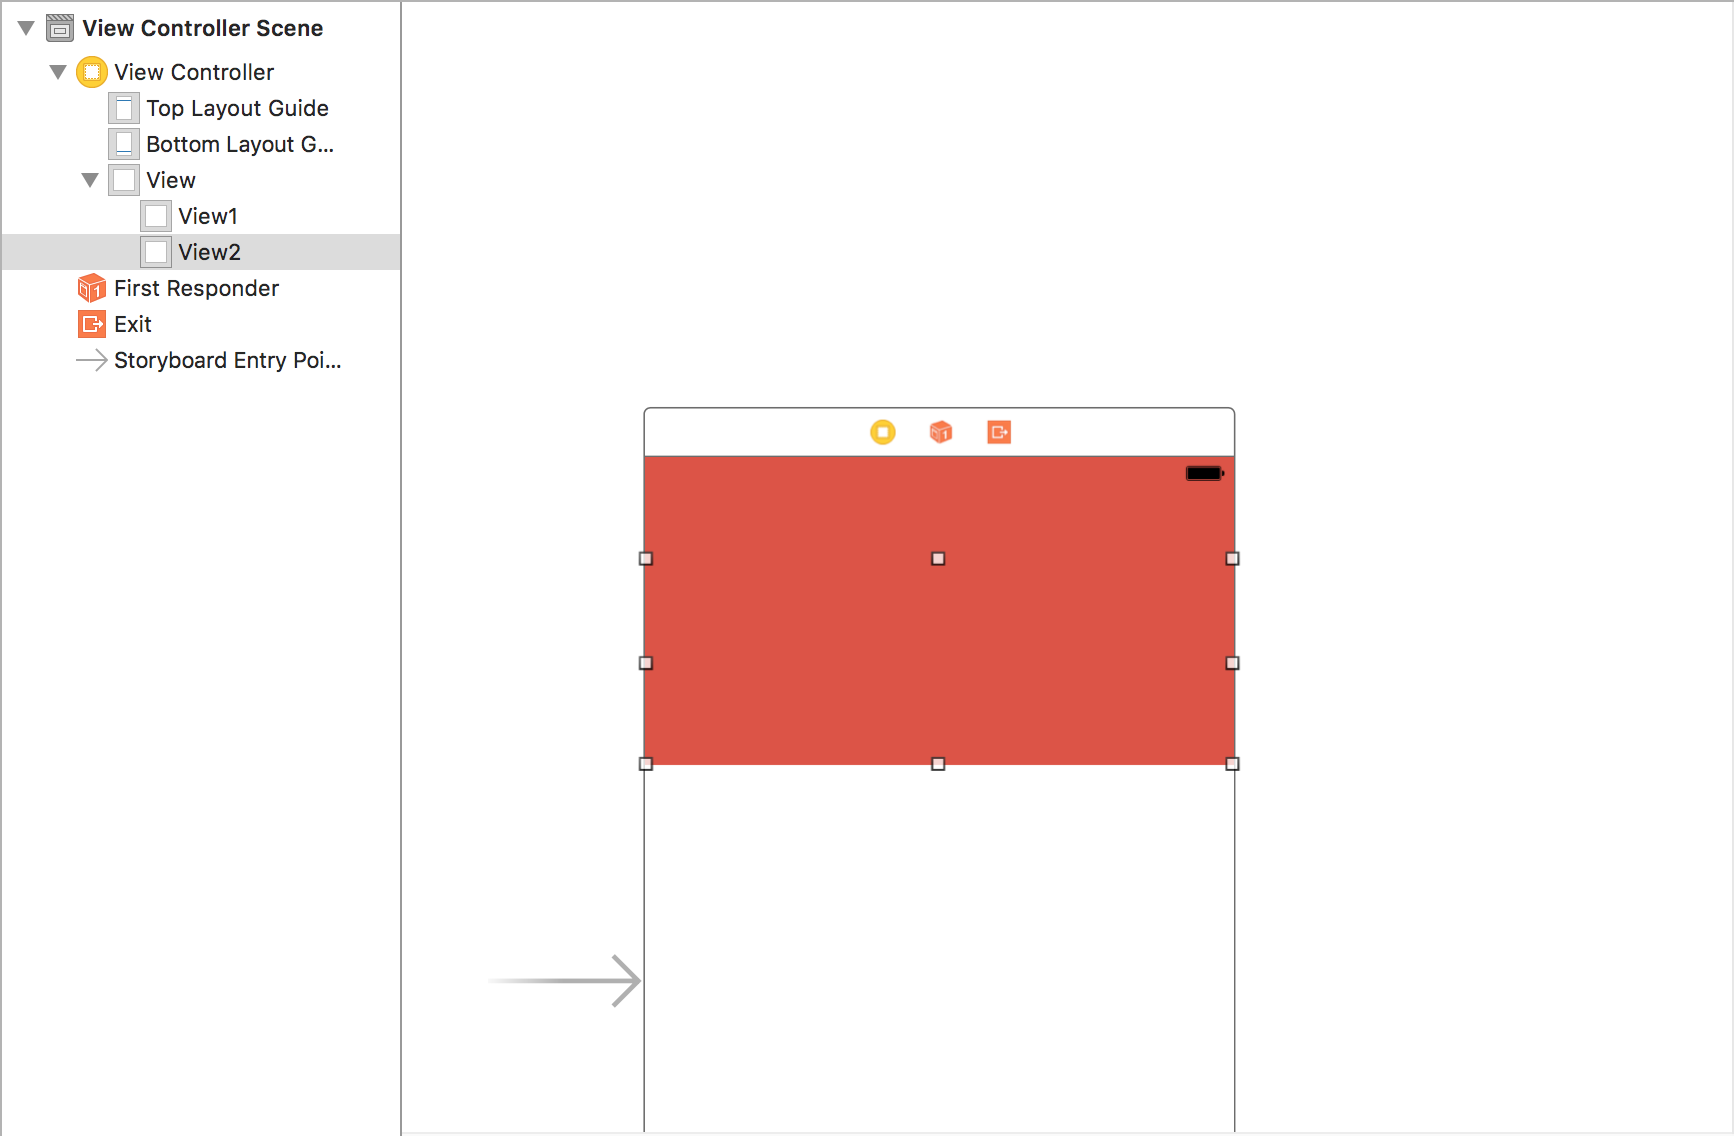 View Controller Scene
View Controller
Top Layout Guide
Bottom Layout G...
View
View1
View2
First Responder
Exit
Storyboard Entry Poi...